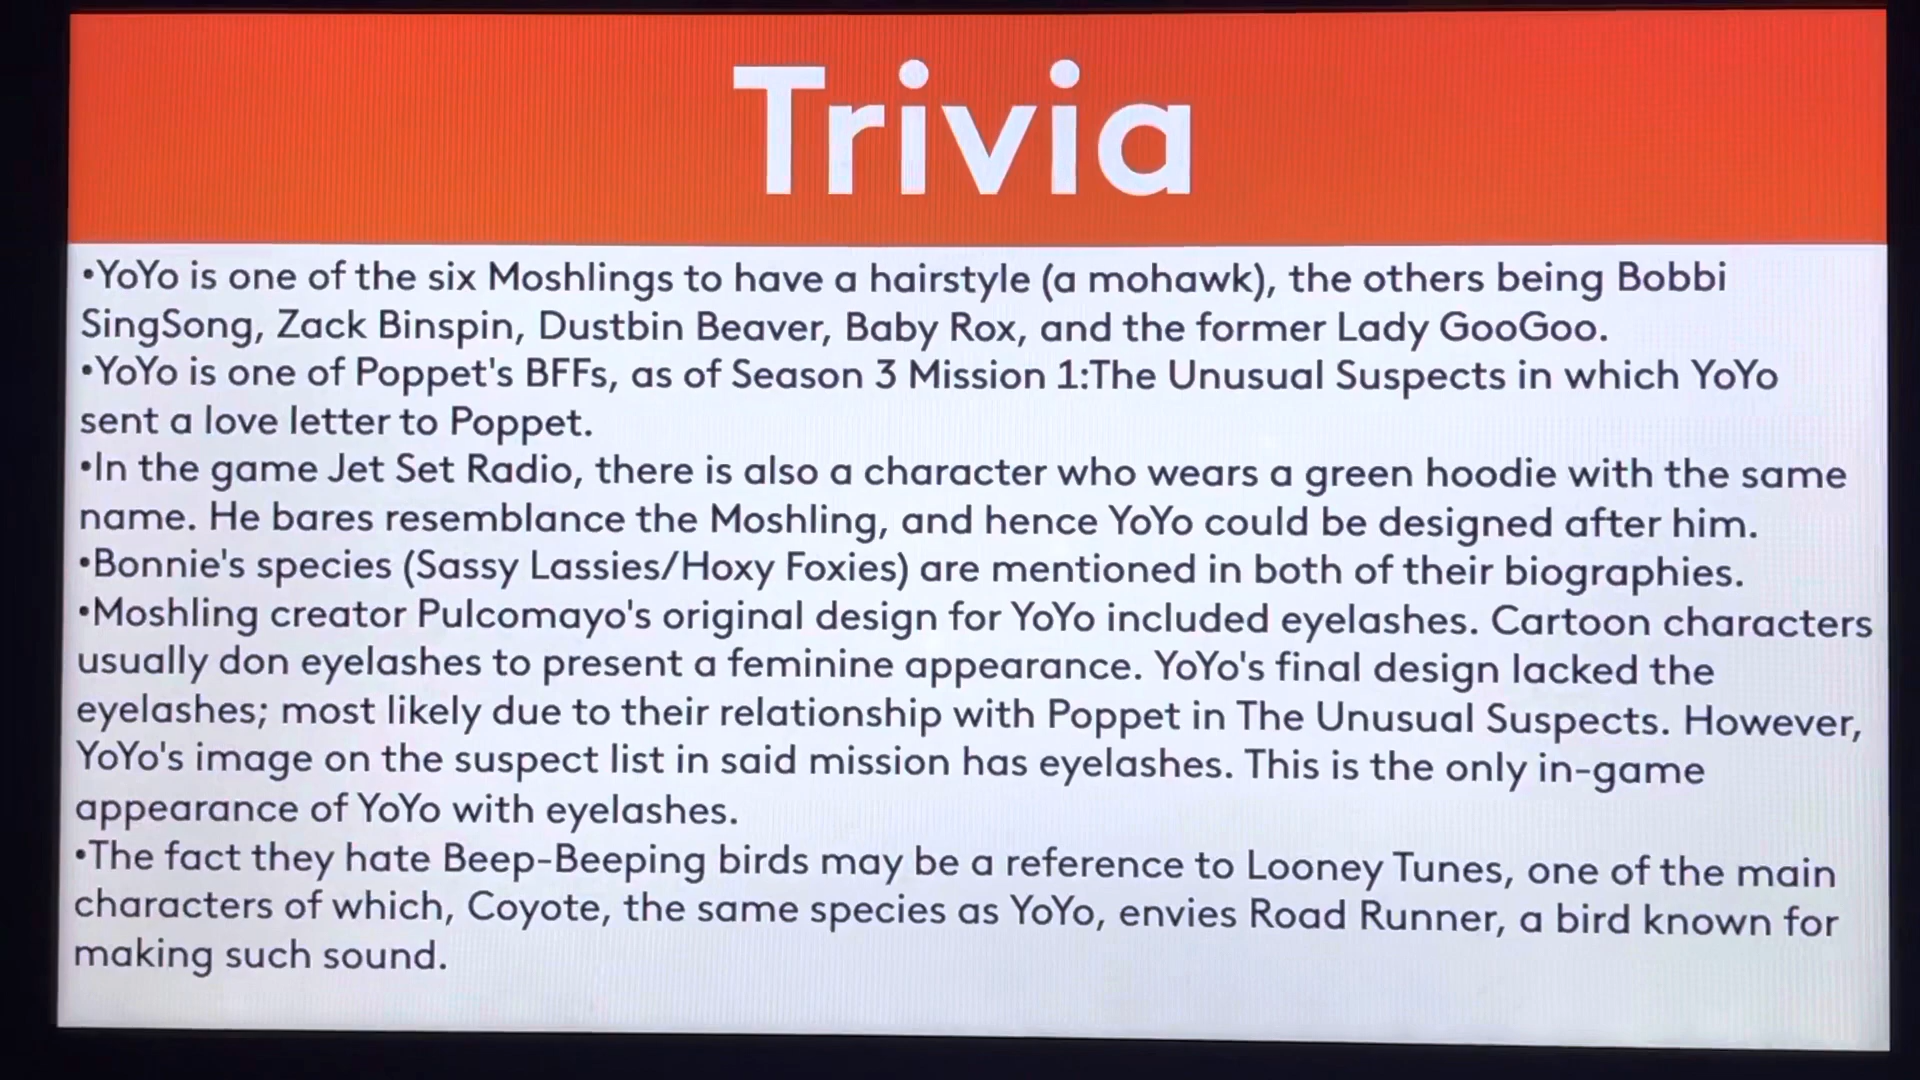 Trivia
•YoYo is one of the six Moshlings to have a hairstyle (a mohawk), the others being Bobbi
SingSong, Zack Binspin, Dustbin Beaver, Baby Rox, and the former Lady GooGoo.
•YoYo is one of Poppet's BFFs, as of Season 3 Mission 1:The Unusual Suspects in which YoYo
sent a love letter to Poppet.
•In the game Jet Set Radio, there is also a character who wears a green hoodie with the same
name. He bares resemblance the Moshling, and hence YoYo could be designed after him.
•Bonnie's species (Sassy Lassies/Hoxy Foxies) are mentioned in both of their biographies.
•Moshling creator Pulcomayo's original design for YoYo included eyelashes. Cartoon characters
usually don eyelashes to present a feminine appearance. YoYo's final design lacked the
eyelashes; most likely due to their relationship with Poppet in The Unusual Suspects. However,
YoYo's image on the suspect list in said mission has eyelashes. This is the only in-game
appearance of YoYo with eyelashes.
•The fact they hate Beep-Beeping birds may be a reference to Looney Tunes, one of the main
characters of which, Coyote, the same species as YoYo, envies Road Runner, a bird known for
making such sound.